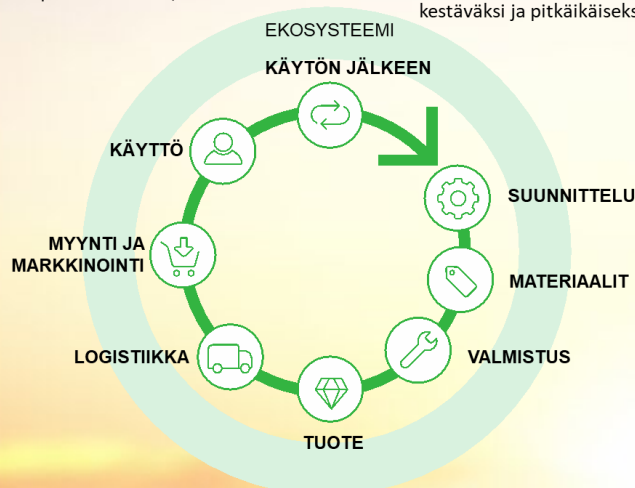 kestäväksi ja pitkäikäiseks
EKOSYSTEEMI
KÄYTÖN JÄLKEEN
KÄYTTÖ
SUUNNITTELU
MYYNTI JA
MARKKINOINTI
MATERIAALIT
LOGISTIIKKA
VALMISTUS
TUOTE